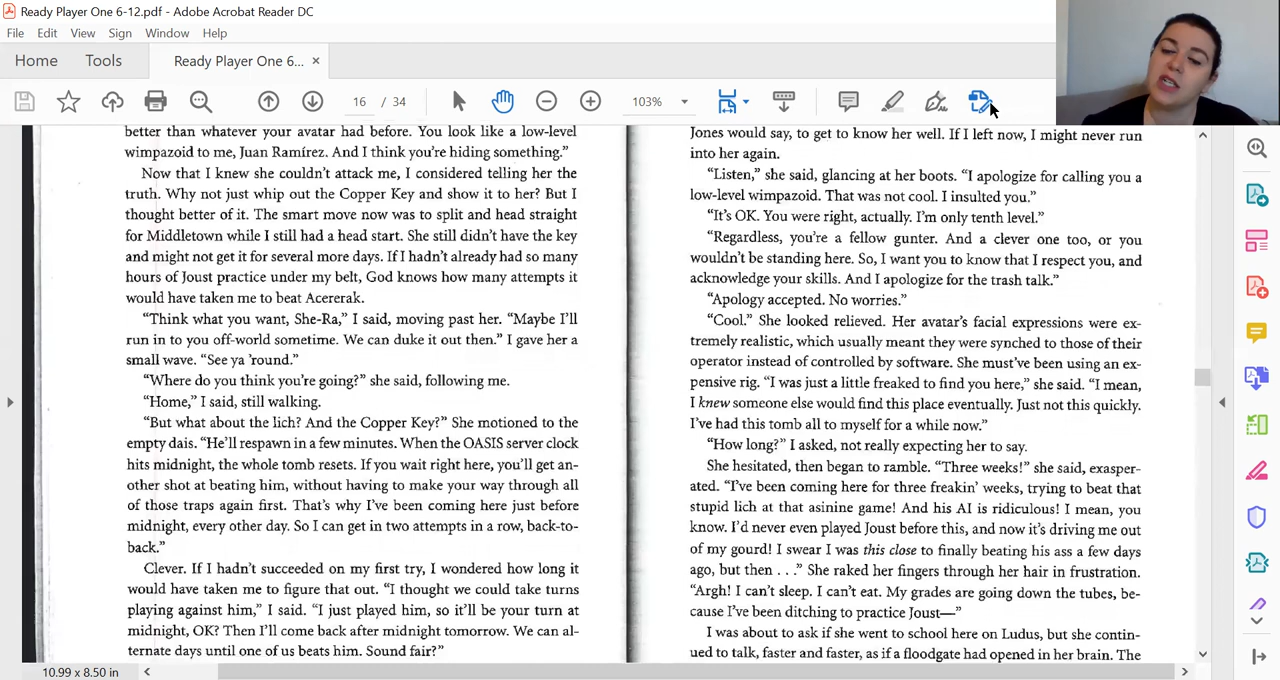 Ready Player One 6-12.pdf - Adobe Acrobat Reader DC
File Edit View Sign Window Help
Home Tools Ready Player One 6... ×
16 / 34 103%
better than whatever your avatar had before. You look like a low-level
wimpazoid to me, Juan Ramírez. And I think you’re hiding something.”
Now that I knew she couldn’t attack me, I considered telling her the
truth. Why not just whip out the Copper Key and show it to her? But I
thought better of it. The smart move now was to split and head straight
for Middletown while I still had a head start. She still didn’t have the key
and might not get it for several more days. If I hadn’t already had so many
hours of Joust practice under my belt, God knows how many attempts it
would have taken me to beat Acererak.
“Think what you want, She-Ra,” I said, moving past her. “Maybe I’ll
run in to you off-world sometime. We can duke it out then.” I gave her a
small wave. “See ya ’round.”
“Where do you think you’re going?” she said, following me.
“Home,” I said, still walking.
“But what about the lich? And the Copper Key?” She motioned to the
empty dais. “He’ll respawn in a few minutes. When the OASIS server clock
hits midnight, the whole tomb resets. If you wait right here, you’ll get an-
other shot at beating him, without having to make your way through all
of those traps again first. That’s why I’ve been coming here just before
midnight, every other day. So I can get in two attempts in a row, back-to-
back.”
Clever. If I hadn’t succeeded on my first try, I wondered how long it
would have taken me to figure that out. “I thought we could take turns
playing against him,” I said. “I just played him, so it’ll be your turn at
midnight, OK? Then I’ll come back after midnight tomorrow. We can al-
ternate days until one of us beats him. Sound fair?”
Jones would say, to get to know her well. If I left now, I might never run
into her again.
“Listen,” she said, glancing at her boots. “I apologize for calling you a
low-level wimpazoid. That was not cool. I insulted you.”
“It’s OK. You were right, actually. I’m only tenth level.”
“Regardless, you’re a fellow gunter. And a clever one too, or you
wouldn’t be standing here. So, I want you to know that I respect you, and
acknowledge your skills. And I apologize for the trash talk.”
“Apology accepted. No worries.”
“Cool.” She looked relieved. Her avatar’s facial expressions were ex-
tremely realistic, which usually meant they were synched to those of their
operator instead of controlled by software. She must’ve been using an ex-
pensive rig. “I was just a little freaked to find you here,” she said. “I mean,
I knew someone else would find this place eventually. Just not this quickly.
I’ve had this tomb all to myself for a while now.”
“How long?” I asked, not really expecting her to say.
She hesitated, then began to ramble. “Three weeks!” she said, exasper-
ated. “I’ve been coming here for three freakin’ weeks, trying to beat that
stupid lich at that asinine game! And his AI is ridiculous! I mean, you
know. I’d never even played Joust before this, and now it’s driving me out
of my gourd! I swear I was this close to finally beating his ass a few days
ago, but then . . .” She raked her fingers through her hair in frustration.
“Argh! I can’t sleep. I can’t eat. My grades are going down the tubes, be-
cause I’ve been ditching to practice Joust—”
I was about to ask if she went to school here on Ludus, but she contin-
ued to talk, faster and faster, as if a floodgate had opened in her brain. The
10.99 x 8.50 in